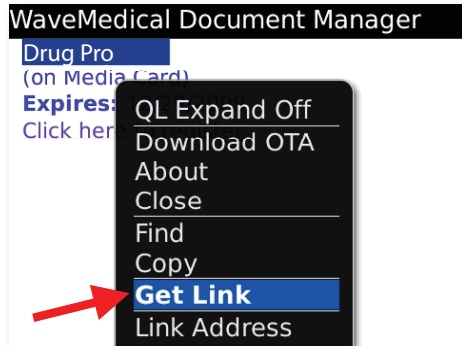 WaveMedical Document Manager
Drug Pro
(on Media Card)
Expires:
Click here
QL Expand Off
Download OTA
About
Close
Find
Copy
Get Link
Link Address